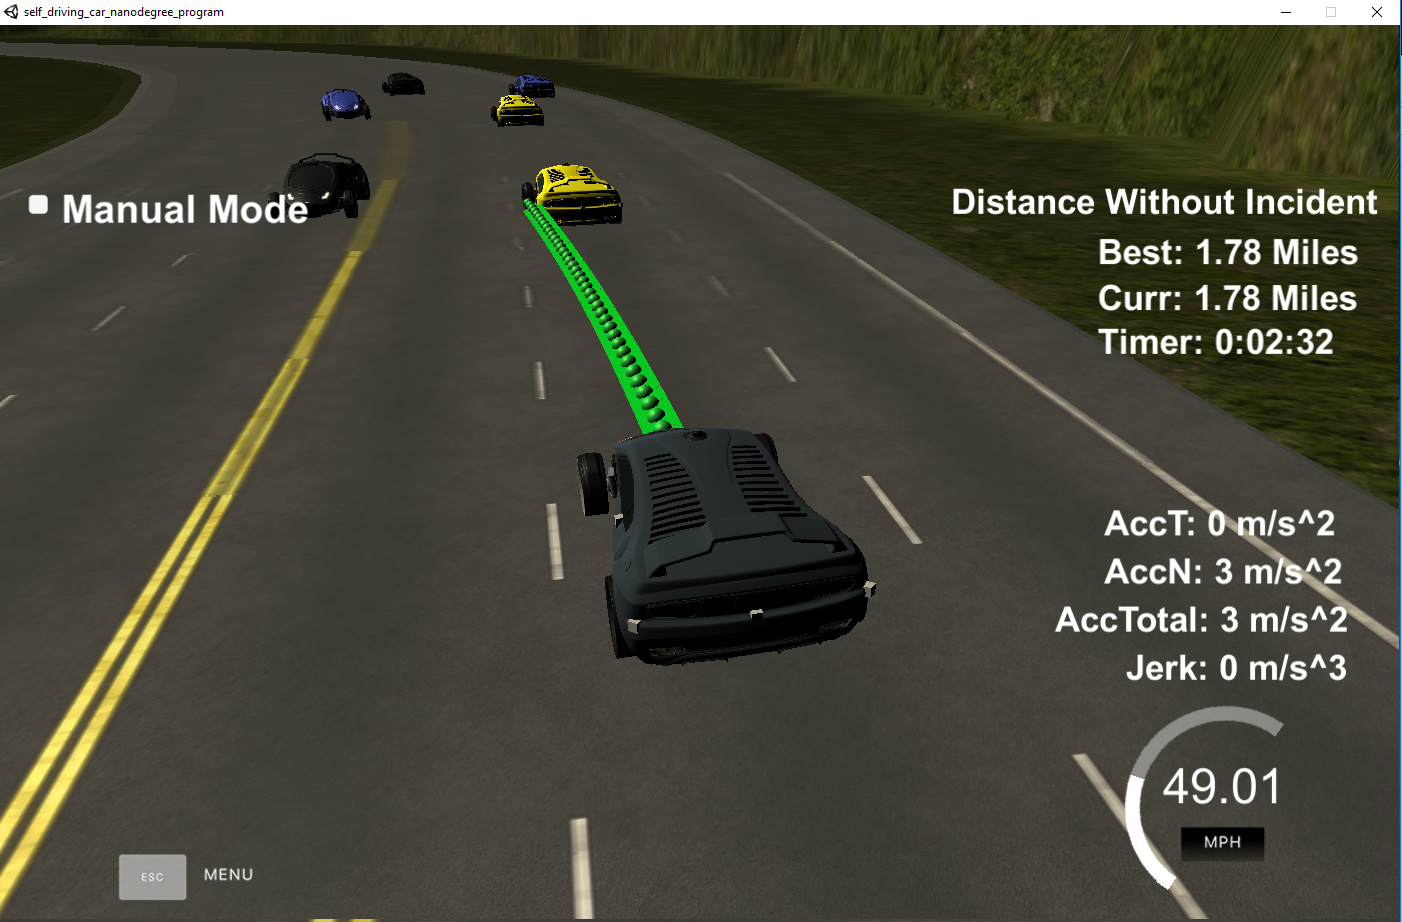 self_driving_car_nanodegree_program
Manual Mode
Distance Without Incident
Best: 1.78 Miles
Curr: 1.78 Miles
Timer: 0:02:32
AccT: 0 m/s^2
AccN: 3 m/s^2
AccTotal: 3 m/s^2
Jerk: 0 m/s^3
49.01
MPH
ESC MENU